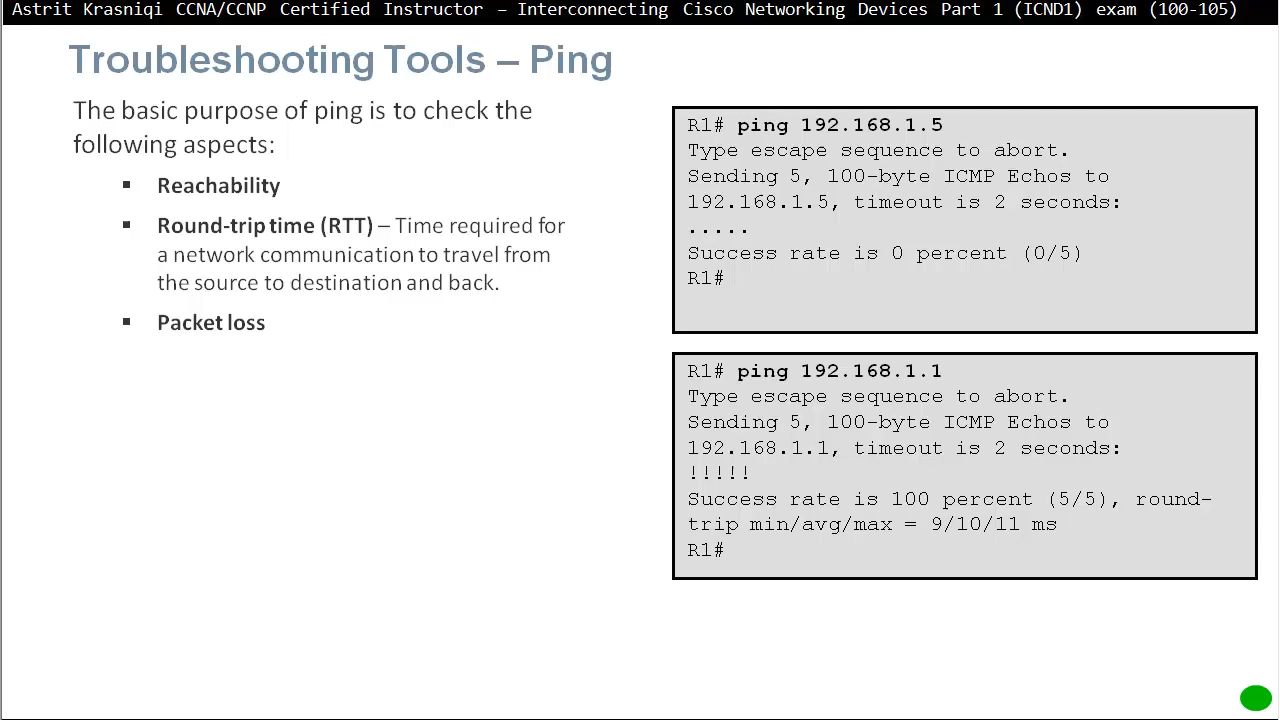 Astrit Krasniqi CCNA/CCNP Certified Instructor – Interconnecting Cisco Networking Devices Part 1 (ICND1) exam (100-105)
Troubleshooting Tools – Ping
The basic purpose of ping is to check the
following aspects:
▪ Reachability
▪ Round-trip time (RTT) – Time required for
a network communication to travel from
the source to destination and back.
▪ Packet loss
R1# ping 192.168.1.5
Type escape sequence to abort.
Sending 5, 100-byte ICMP Echos to
192.168.1.5, timeout is 2 seconds:
.....
Success rate is 0 percent (0/5)
R1#
R1# ping 192.168.1.1
Type escape sequence to abort.
Sending 5, 100-byte ICMP Echos to
192.168.1.1, timeout is 2 seconds:
!!!!!
Success rate is 100 percent (5/5), round-
trip min/avg/max = 9/10/11 ms
R1#